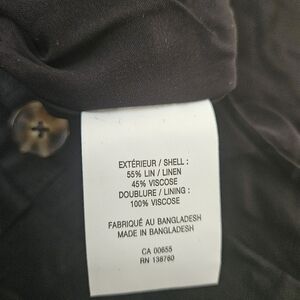 EXTÉRIEUR / SHELL :
55% LIN / LINEN
45% VISCOSE
DOUBLURE / LINING :
100% VISCOSE
FABRIQUÉ AU BANGLADESH
MADE IN BANGLADESH
CA 00655
RN 138760